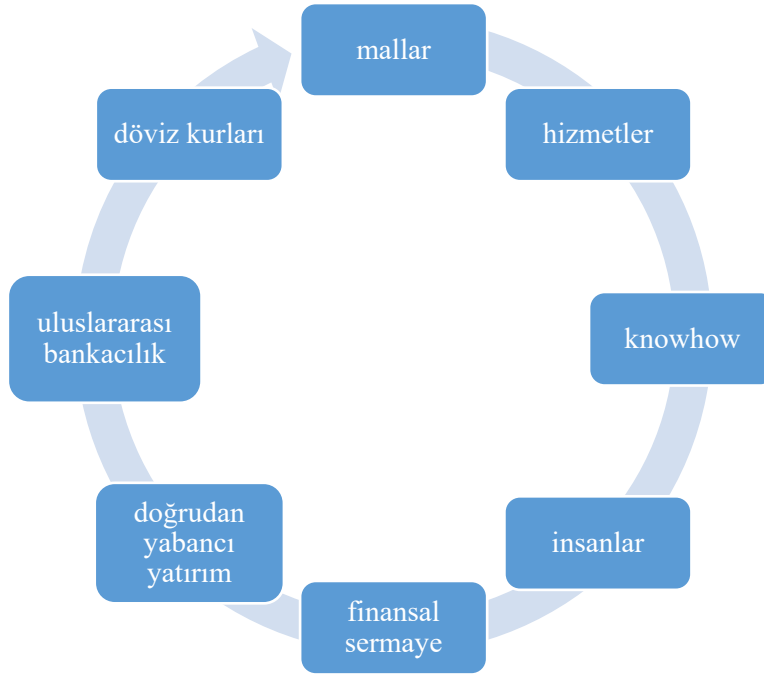 mallar
hizmetler
knowhow
insanlar
finansal
sermaye
doğrudan
yabancı
yatırım
uluslararası
bankacılık
döviz kurları